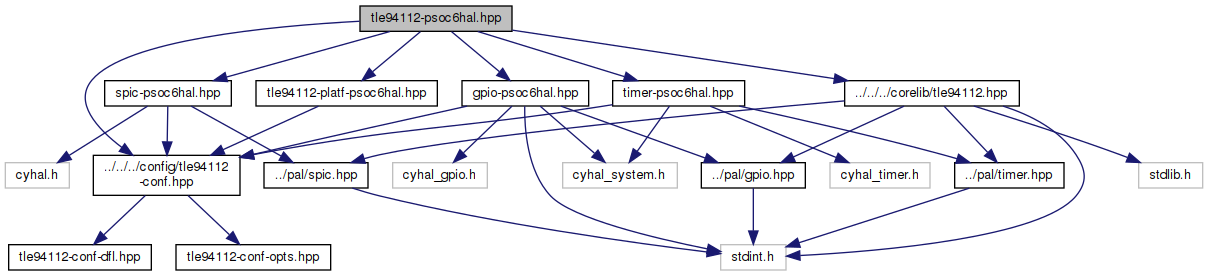 tle94112-psoc6hal.hpp
spic-psoc6hal.hpp
tle94112-platf-psoc6hal.hpp
gpio-psoc6hal.hpp
timer-psoc6hal.hpp
../../../corelib/tle94112.hpp
cyhal.h
../../../config/tle94112
-conf.hpp
../pal/spic.hpp
cyhal_gpio.h
cyhal_system.h
../pal/gpio.hpp
cyhal_timer.h
../pal/timer.hpp
stdlib.h
tle94112-conf-dfl.hpp
tle94112-conf-opts.hpp
stdint.h